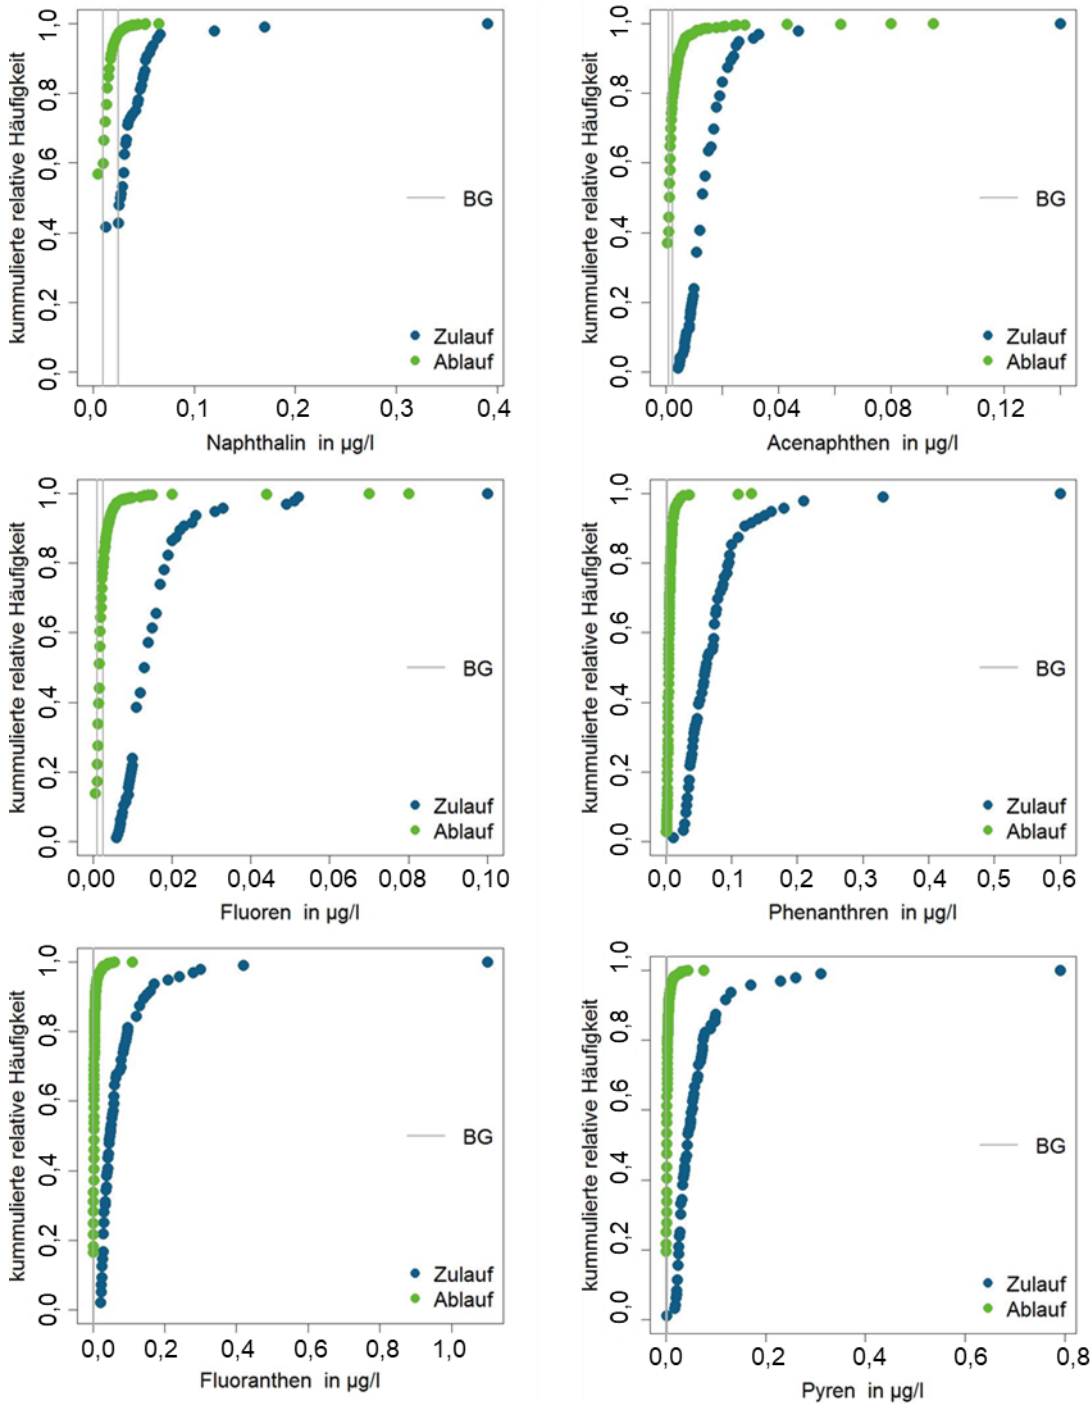 kummulierte relative Häufigkeit
1,0
0,8
0,6
0,4
0,2
0,0
BG
Zulauf
Ablauf
0,0 0,1 0,2 0,3 0,4
Naphthalin in µg/l
kummulierte relative Häufigkeit
1,0
0,8
0,6
0,4
0,2
0,0
BG
Zulauf
Ablauf
0,00 0,04 0,08 0,12
Acenaphthen in µg/l
kummulierte relative Häufigkeit
1,0
0,8
0,6
0,4
0,2
0,0
BG
Zulauf
Ablauf
0,00 0,02 0,04 0,06 0,08 0,10
Fluoren in µg/l
kummulierte relative Häufigkeit
1,0
0,8
0,6
0,4
0,2
0,0
BG
Zulauf
Ablauf
0,0 0,1 0,2 0,3 0,4 0,5 0,6
Phenanthren in µg/l
kummulierte relative Häufigkeit
1,0
0,8
0,6
0,4
0,2
0,0
BG
Zulauf
Ablauf
0,0 0,2 0,4 0,6 0,8 1,0
Fluoranthen in µg/l
kummulierte relative Häufigkeit
1,0
0,8
0,6
0,4
0,2
0,0
BG
Zulauf
Ablauf
0,0 0,2 0,4 0,6 0,8
Pyren in µg/l